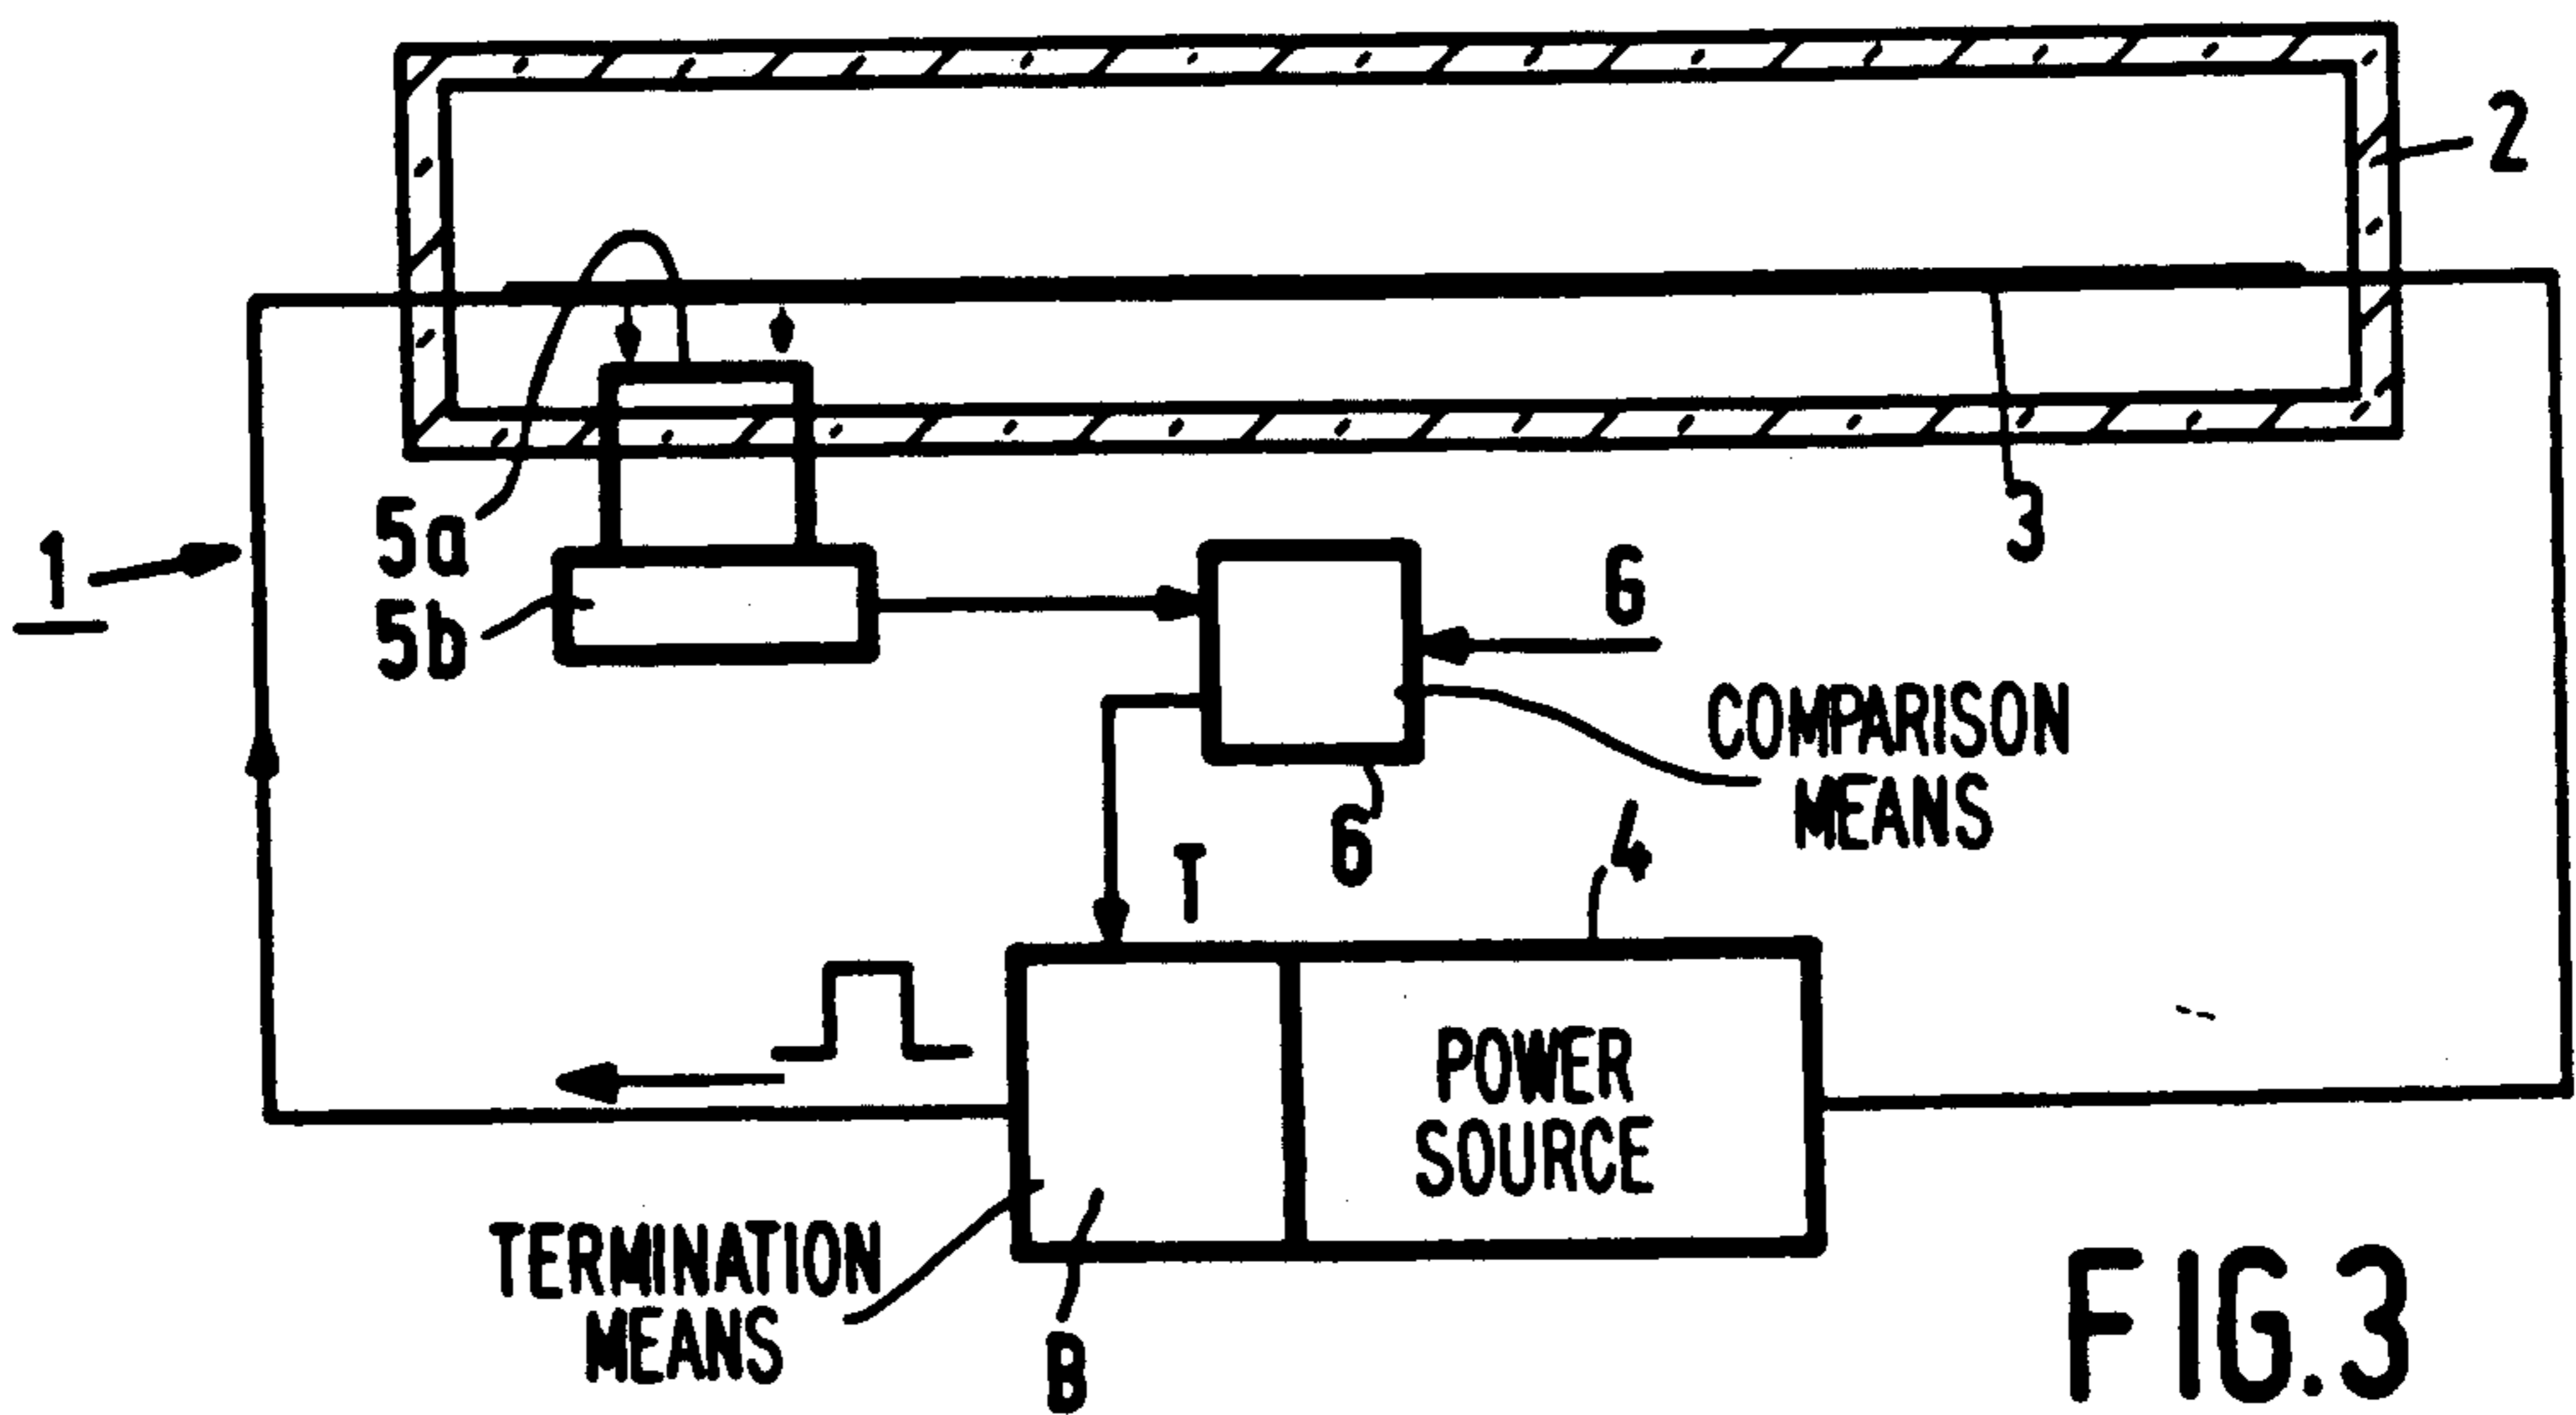 2
1
5a
5b
3
6
COMPARISON
MEANS
6
4
T
POWER
SOURCE
TERMINATION
MEANS
B
FIG.3